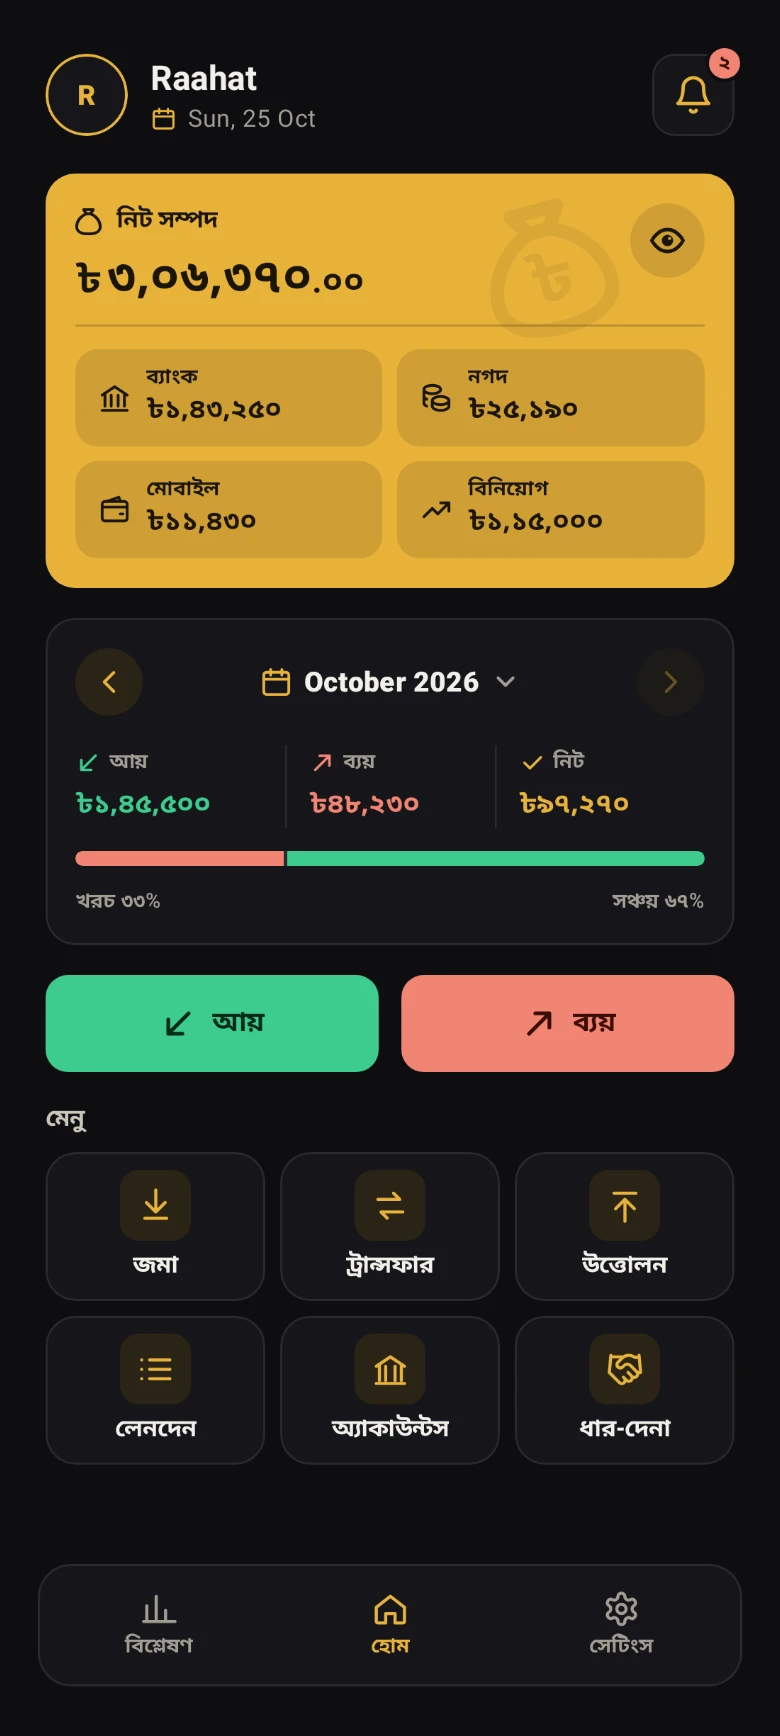 R
Raahat
Sun, 25 Oct
২
নিট সম্পদ
৳৩,০৬,৩৭০.০০
৳
ব্যাংক
৳১,৪৩,২৫০
নগদ
৳২৫,১৯০
মোবাইল
৳১১,৪৩০
বিনিয়োগ
৳১,১৫,০০০
October 2026
আয়
৳১,৪৫,৫০০
ব্যয়
৳৪৮,২৩০
নিট
৳৯৭,২৭০
খরচ ৩৩%
সঞ্চয় ৬৭%
আয়
ব্যয়
মেনু
জমা
ট্রান্সফার
উত্তোলন
লেনদেন
অ্যাকাউন্টস
ধার-দেনা
বিশ্লেষণ
হোম
সেটিংস